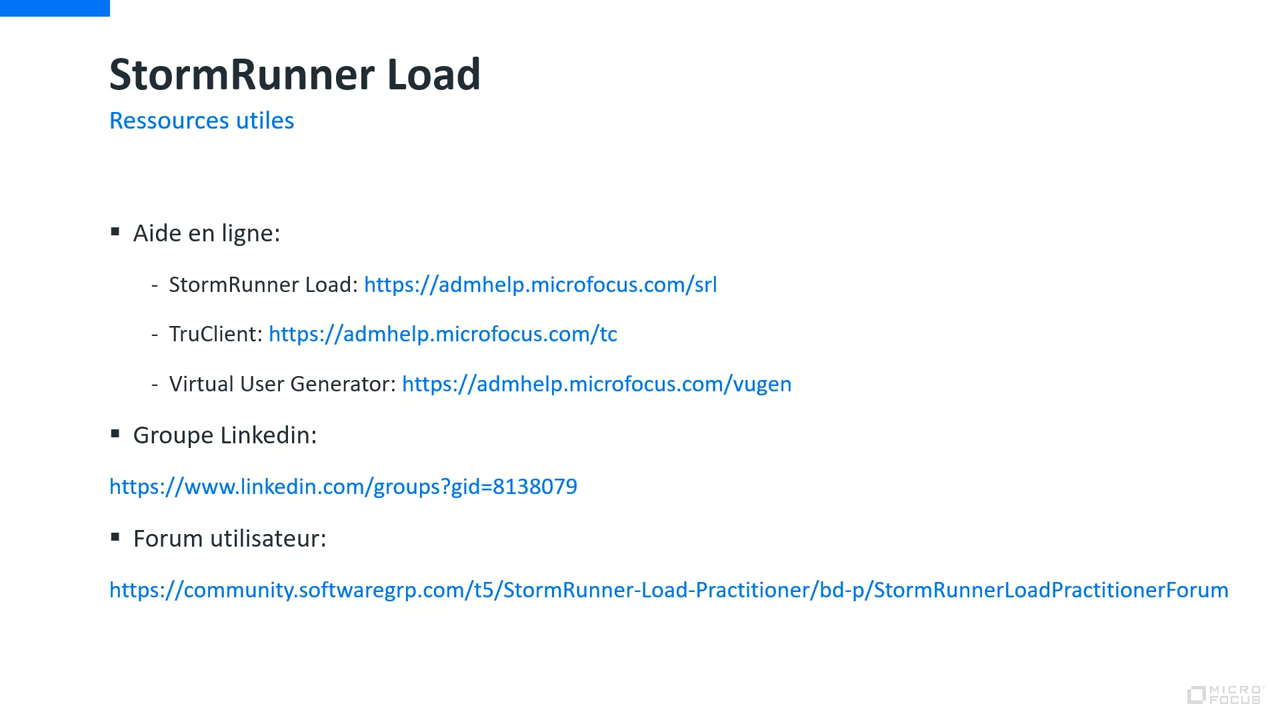 StormRunner Load
Ressources utiles
▪ Aide en ligne:
- StormRunner Load: https://admhelp.microfocus.com/srl
- TruClient: https://admhelp.microfocus.com/tc
- Virtual User Generator: https://admhelp.microfocus.com/vugen
▪ Groupe Linkedin:
https://www.linkedin.com/groups?gid=8138079
▪ Forum utilisateur:
https://community.softwaregrp.com/t5/StormRunner-Load-Practitioner/bd-p/StormRunnerLoadPractitionerForum
MICRO
FOCUS